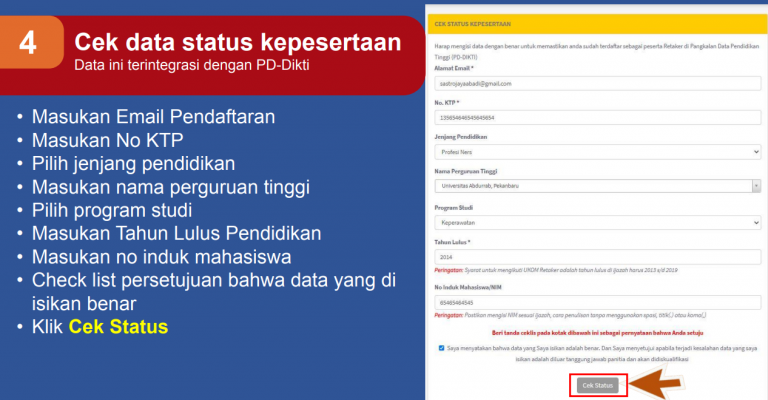 4
Cek data status kepesertaan
Data ini terintegrasi dengan PD-Dikti
• Masukan Email Pendaftaran
• Masukan No KTP
• Pilih jenjang pendidikan
• Masukan nama perguruan tinggi
• Pilih program studi
• Masukan Tahun Lulus Pendidikan
• Masukan no induk mahasiswa
• Check list persetujuan bahwa data yang di
isikan benar
• Klik Cek Status
CEK STATUS KEPESERTAAN
Harap mengisi data dengan benar untuk memastikan anda sudah terdaftar sebagai peserta Retaker di Pangkalan Data Pendidikan
Tinggi (PD-DIKTI)
Alamat Email *
sastrojayaabadi@gmail.com
No. KTP *
135654646545645654
Jenjang Pendidikan
Profesi Ners
Nama Perguruan Tinggi
Universitas Abdurrab, Pekanbaru
Program Studi
Keperawatan
Tahun Lulus *
2014
Peringatan: Syarat untuk mengikuti UKOM Retaker adalah tahun lulus di ijazah harus 2013 s/d 2019
No Induk Mahasiswa/NIM
65465464545
Peringatan: Pastikan mengisi NIM sesuai ijazah, cara penulisan tanpa menggunakan spasi, titik(.) atau koma(,)
Beri tanda ceklis pada kotak dibawah ini sebagai pernyataan bahwa Anda setuju
Saya menyatakan bahwa data yang Saya isikan adalah benar. Dan Saya menyetujui apabila terjadi kesalahan data yang saya
isikan adalah diluar tanggung jawab panitia dan akan didiskualifikasi
Cek Status